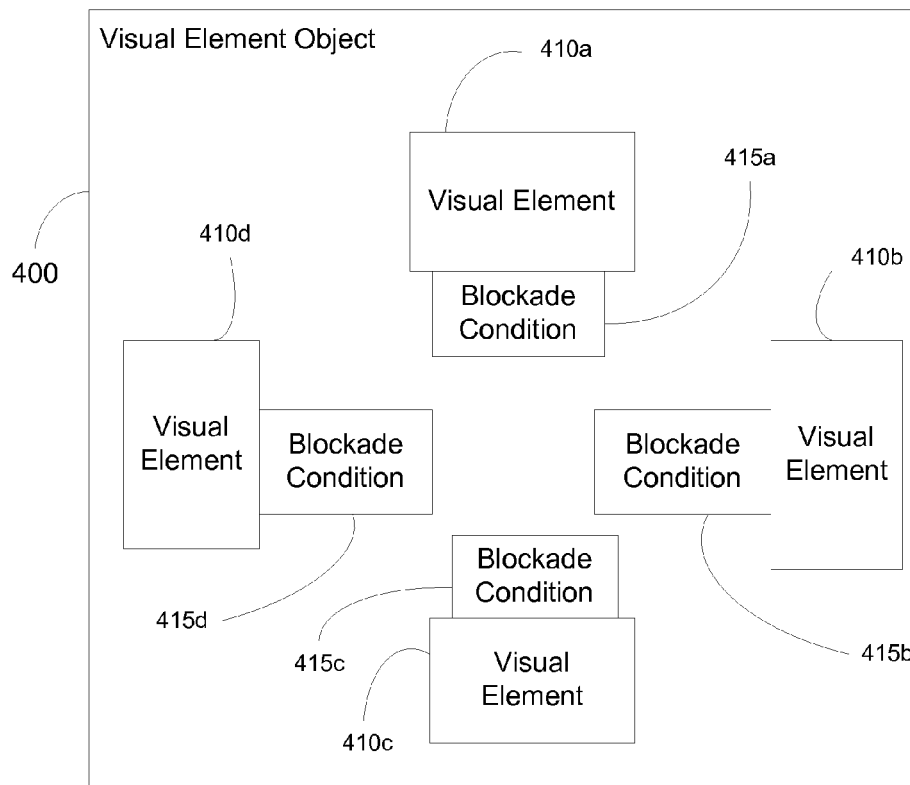 Visual Element Object
410a
415a
Visual Element
410d
410b
400
Blockade
Condition
Visual
Element
Blockade
Condition
Blockade
Condition
Visual
Element
Blockade
Condition
415d
415c
415b
Visual
Element
410c